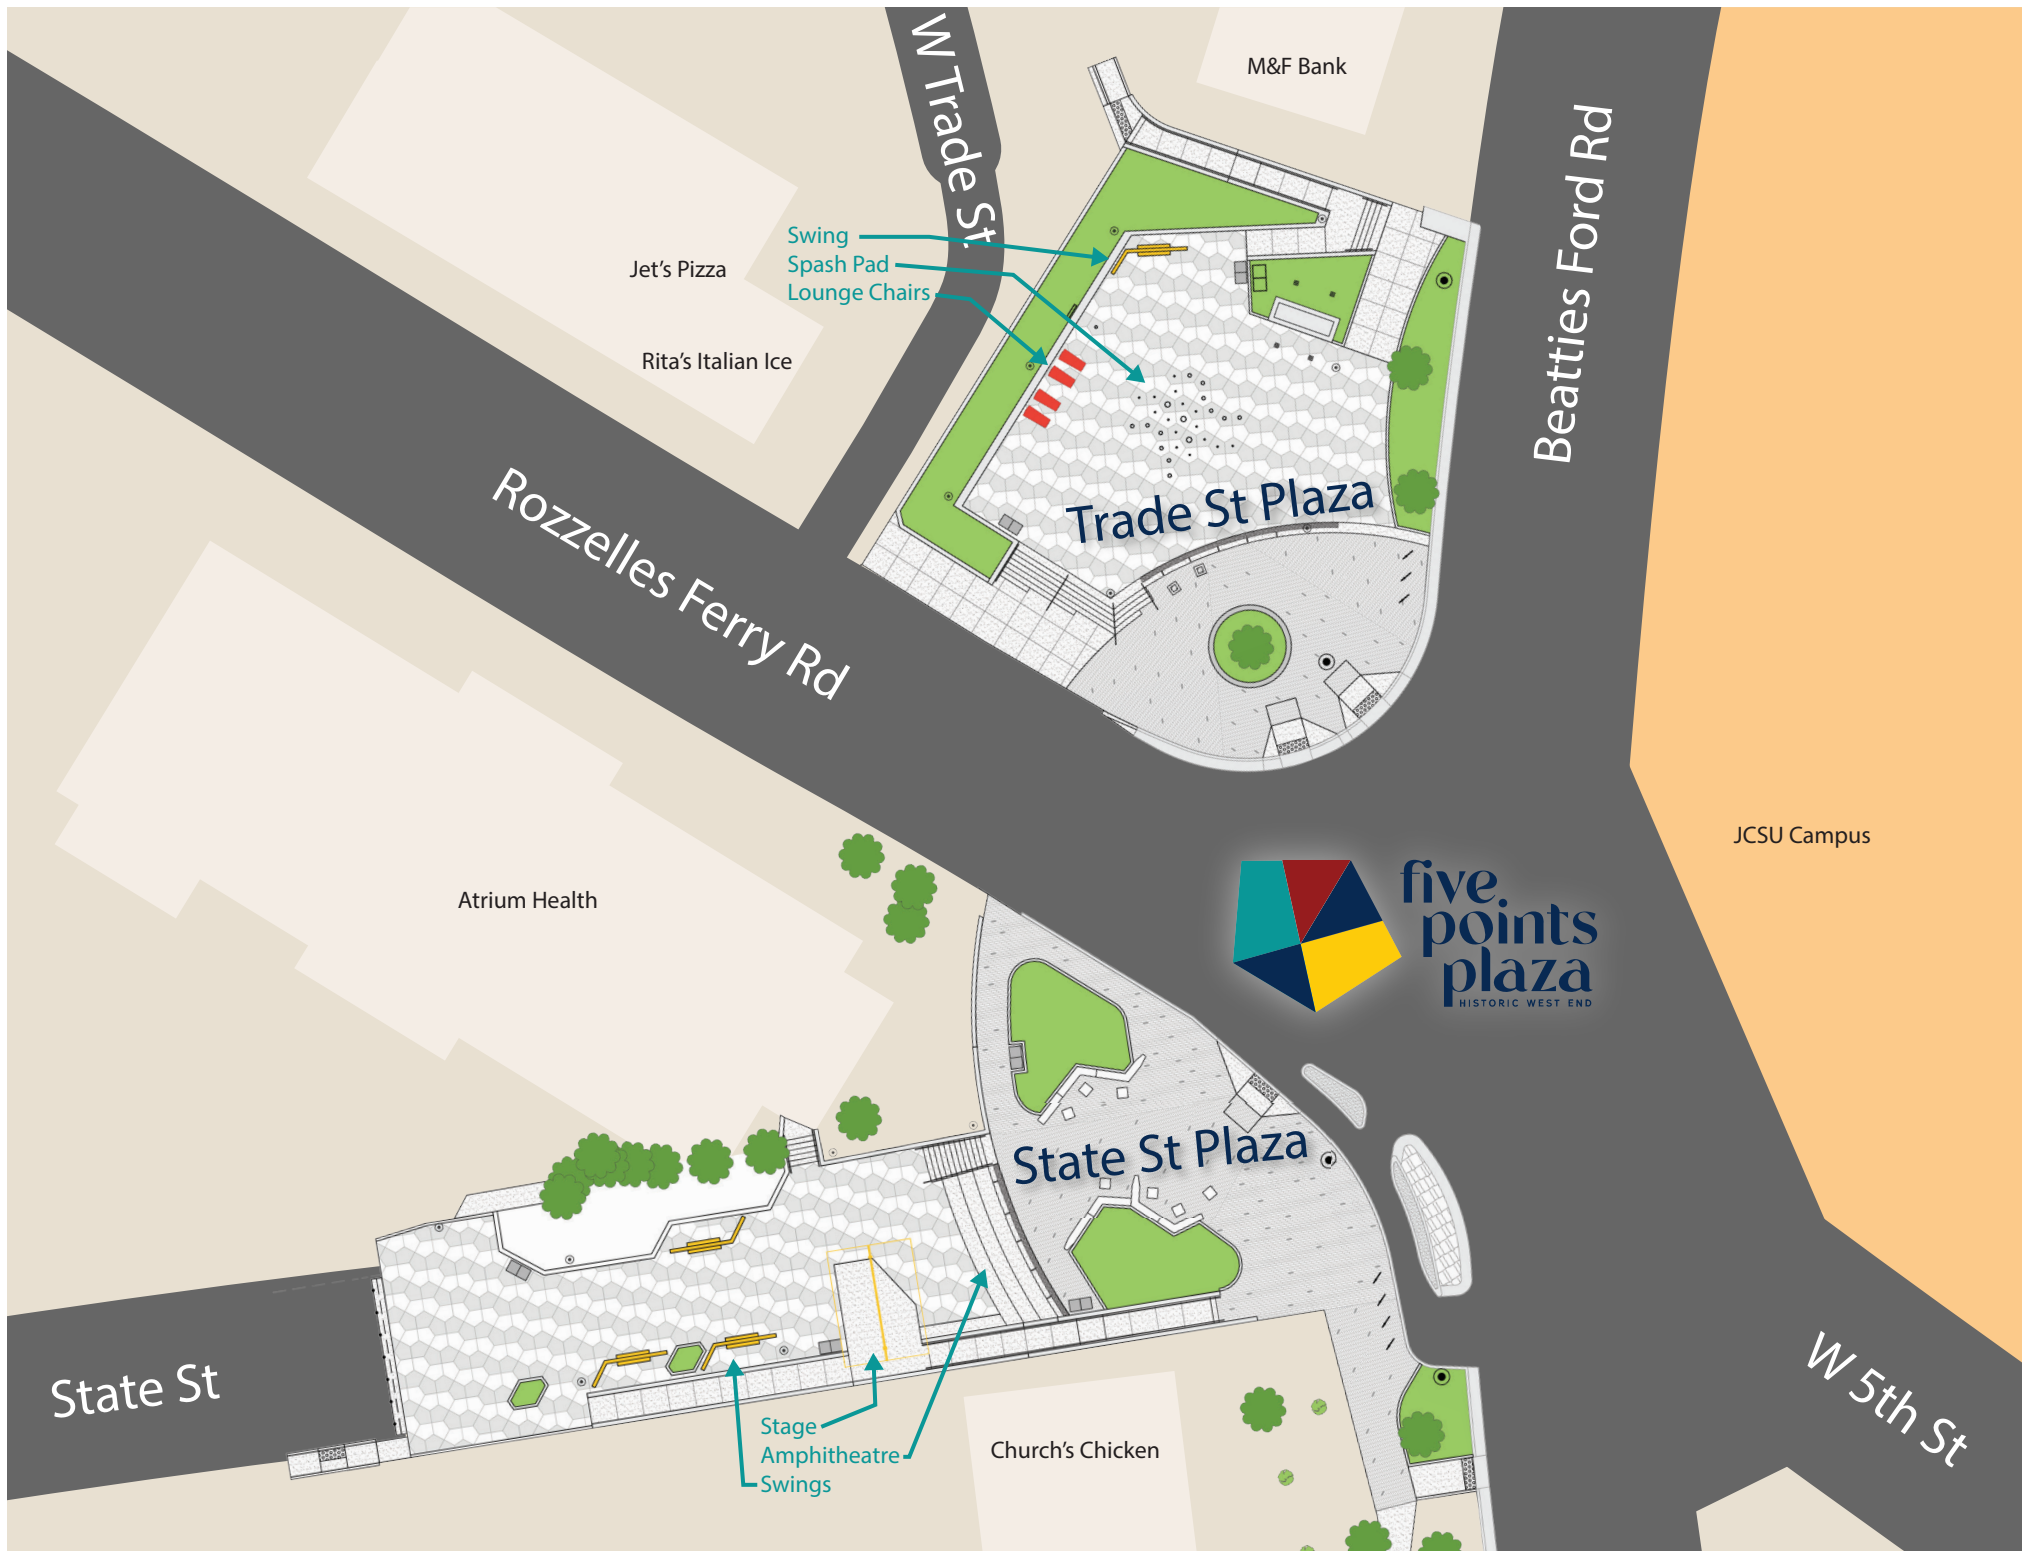 W Trade St.
M&F Bank
Beatties Ford Rd
Swing
Spash Pad
Lounge Chairs
Jet's Pizza
Rita's Italian Ice
Rozzelles Ferry Rd
Trade St Plaza
JCSU Campus
five
points
plaza
HISTORIC WEST END
Atrium Health
State St Plaza
State St
Stage
Amphitheatre
Swings
Church's Chicken
W 5th St